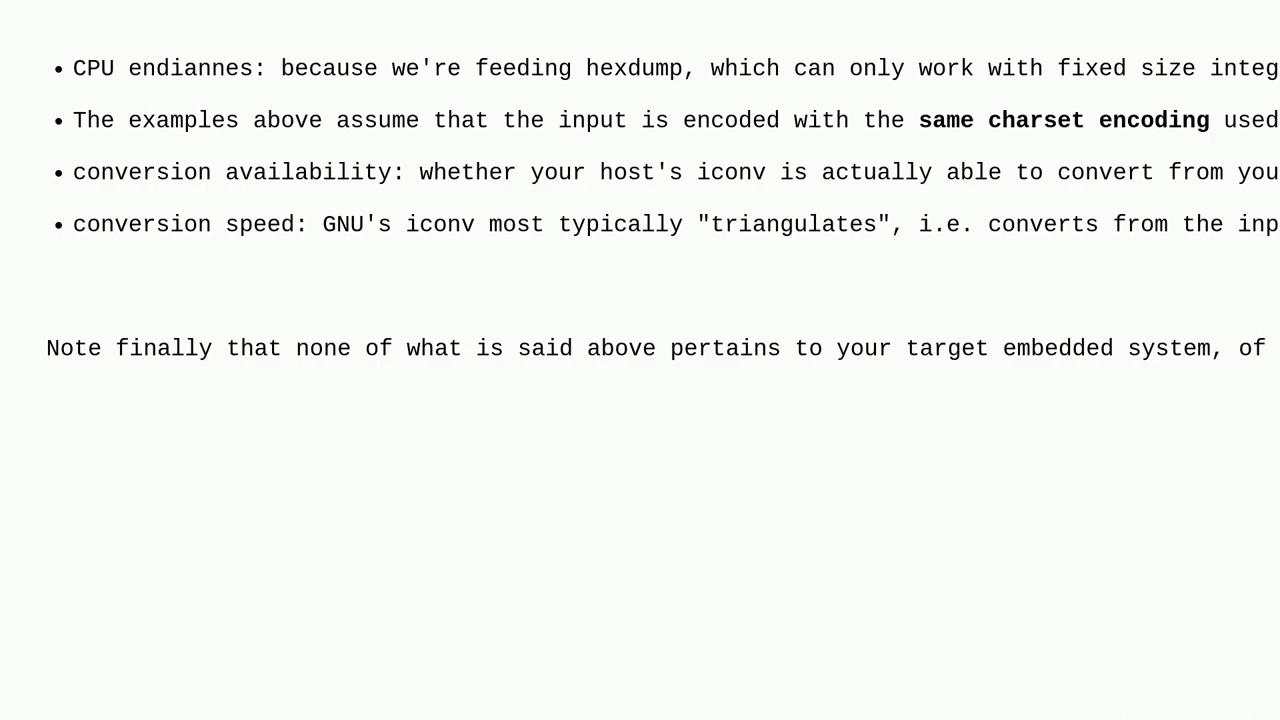 • CPU endiannes: because we're feeding hexdump, which can only work with fixed size integ
• The examples above assume that the input is encoded with the same charset encoding used
• conversion availability: whether your host's iconv is actually able to convert from you
• conversion speed: GNU's iconv most typically "triangulates", i.e. converts from the inp
Note finally that none of what is said above pertains to your target embedded system, of